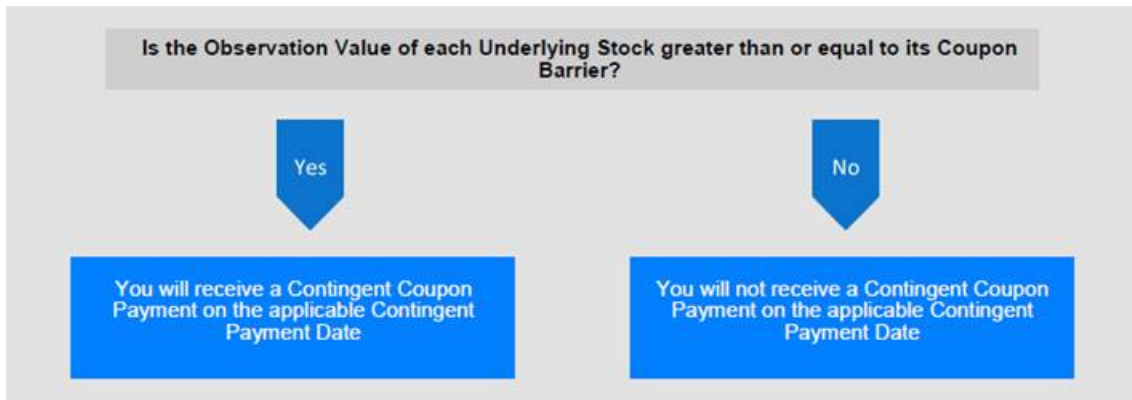 Is the Observation Value of each Underlying Stock greater than or equal to its Coupon
Barrier?
Yes
No
You will receive a Contingent Coupon
Payment on the applicable Contingent
Payment Date
You will not receive a Contingent Coupon
Payment on the applicable Contingent
Payment Date